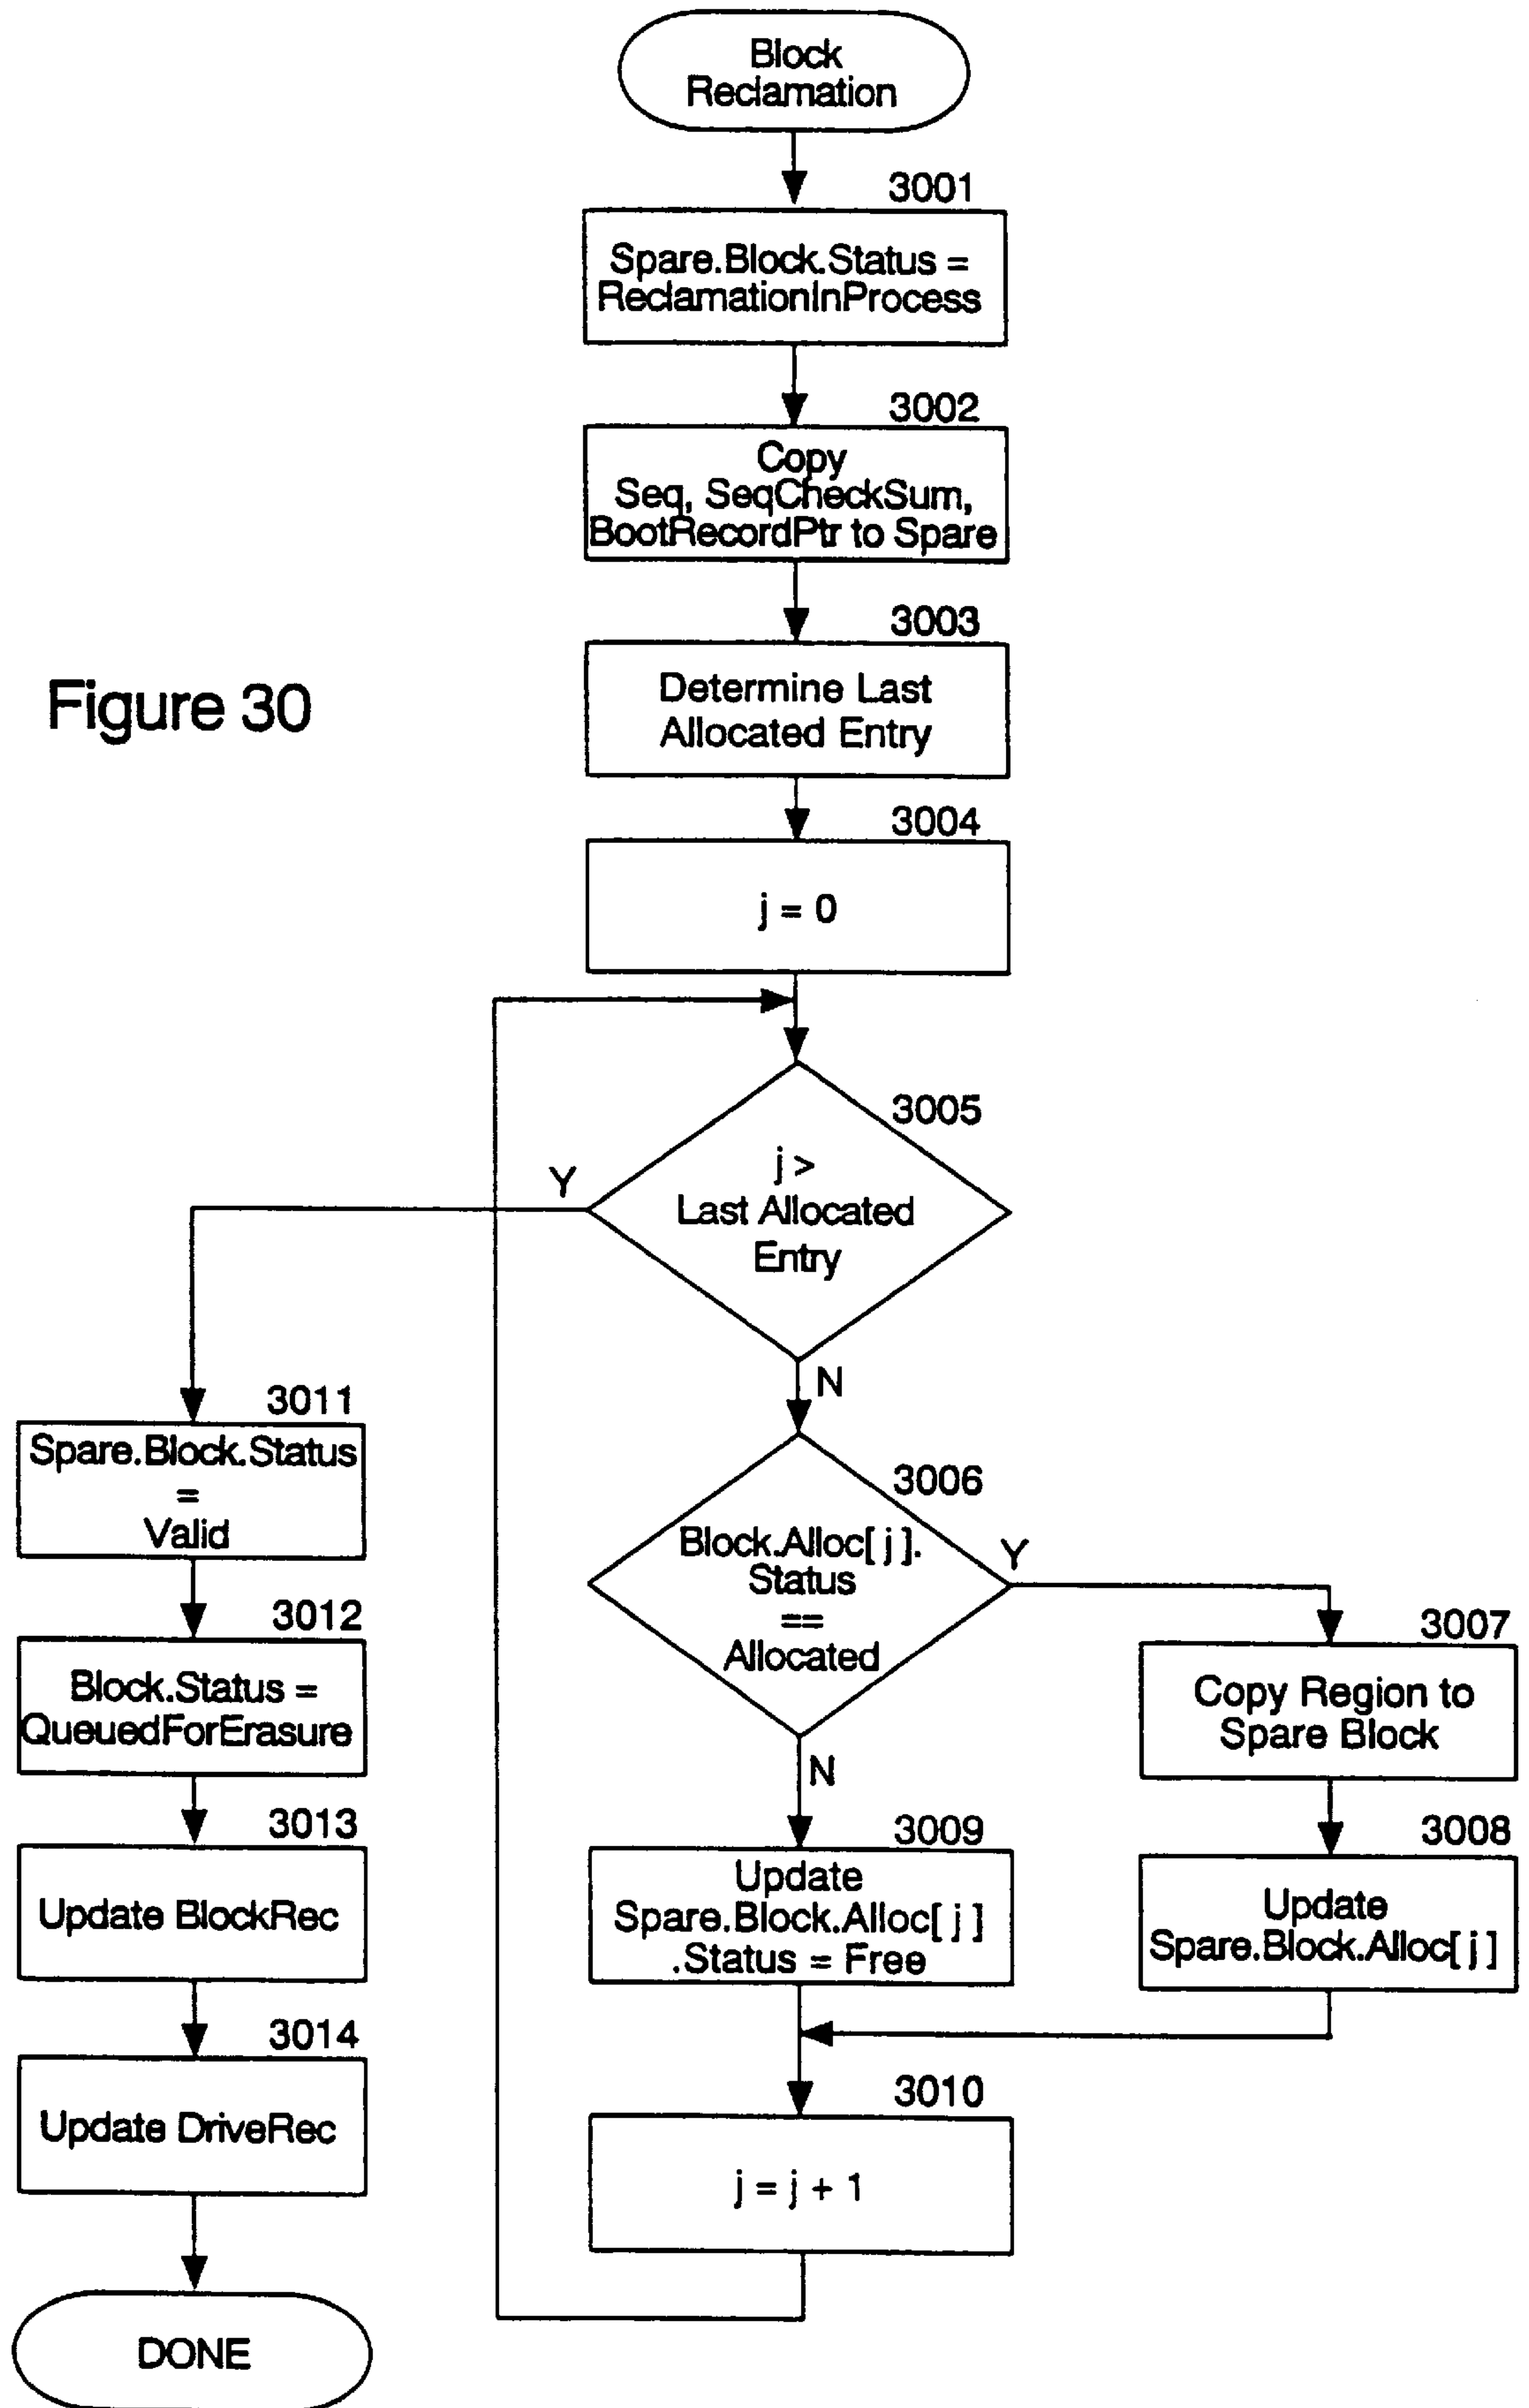 Block
Reclamation
3001
Spare.Block.Status =
ReclamationInProcess
3002
Copy
Seq, SeqCheckSum,
BootRecordPtr to Spare
3003
Determine Last
Allocated Entry
Figure 30
3004
j = 0
3005
j >
Last Allocated
Entry
Y
N
3006
Block.Alloc[ j ].
Status
==
Allocated
Y
N
3007
Copy Region to
Spare Block
3008
Update
Spare.Block.Alloc[ j ]
3009
Update
Spare.Block.Alloc[ j ]
.Status = Free
3010
j = j + 1
3011
Spare.Block.Status
=
Valid
3012
Block.Status =
QueuedForErasure
3013
Update BlockRec
3014
Update DriveRec
DONE